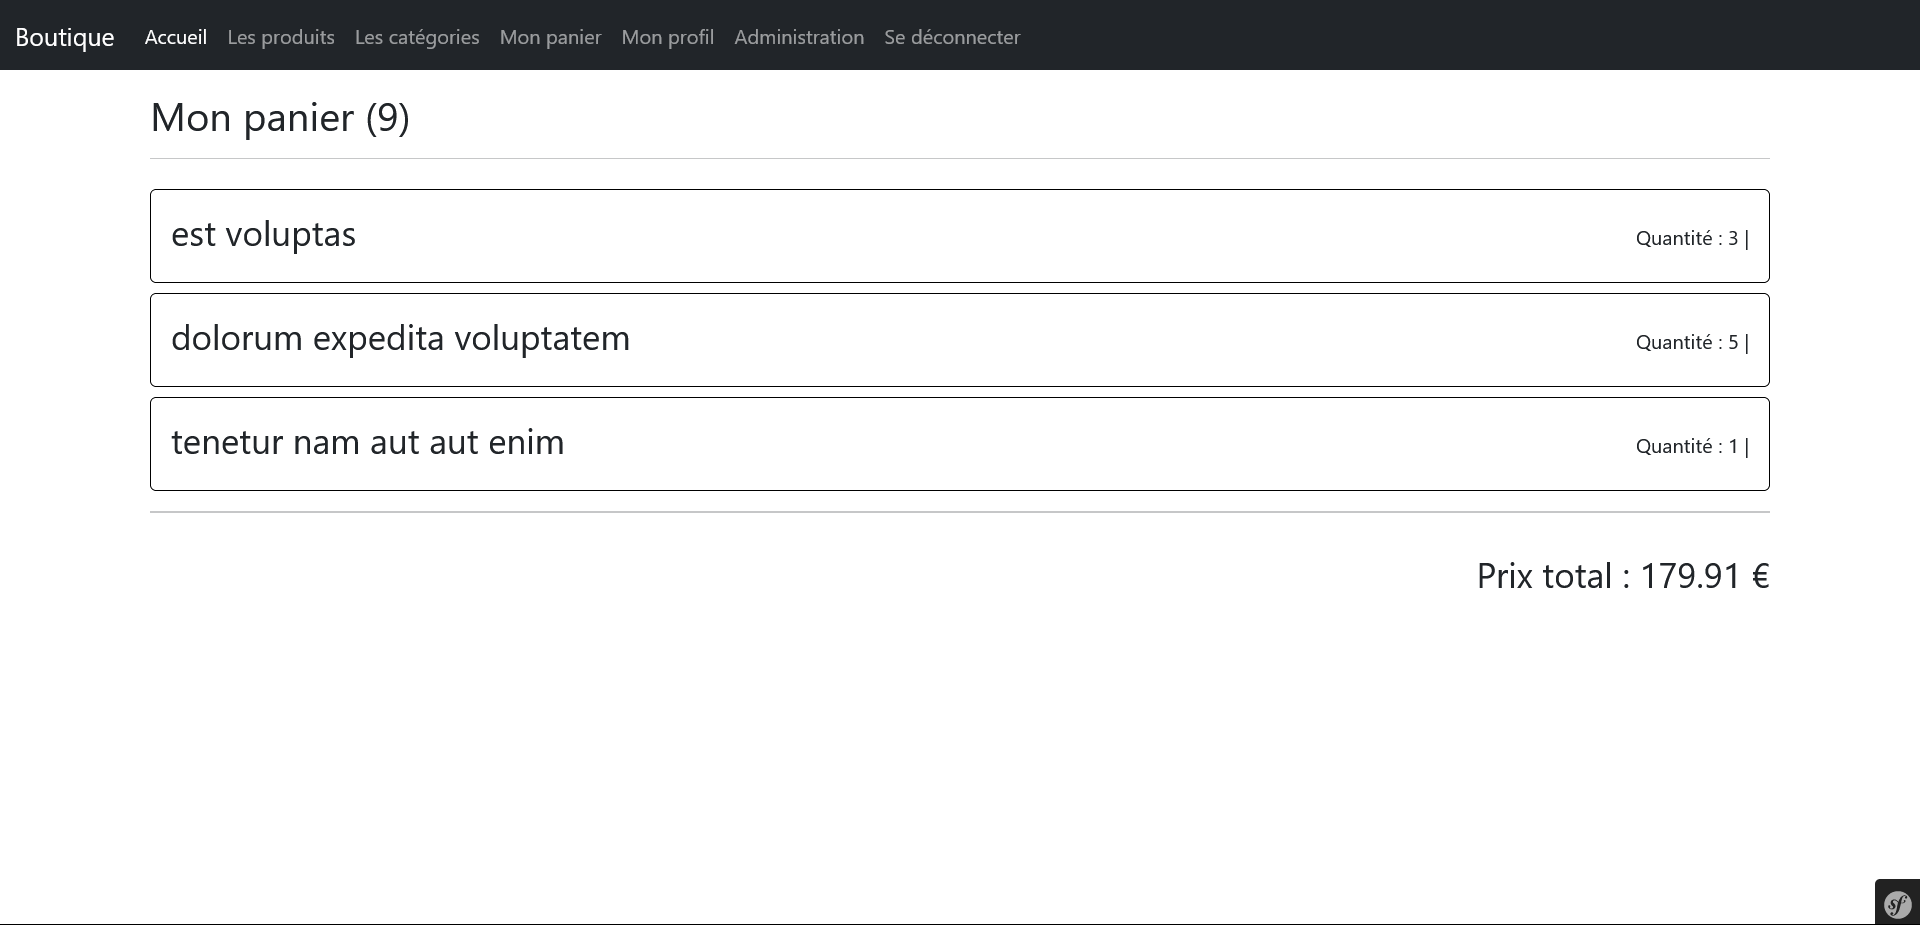 Boutique Accueil Les produits Les catégories Mon panier Mon profil Administration Se déconnecter
Mon panier (9)
est voluptas Quantité : 3 |
dolorum expedita voluptatem Quantité : 5 |
tenetur nam aut aut enim Quantité : 1 |
Prix total : 179.91 €
sf